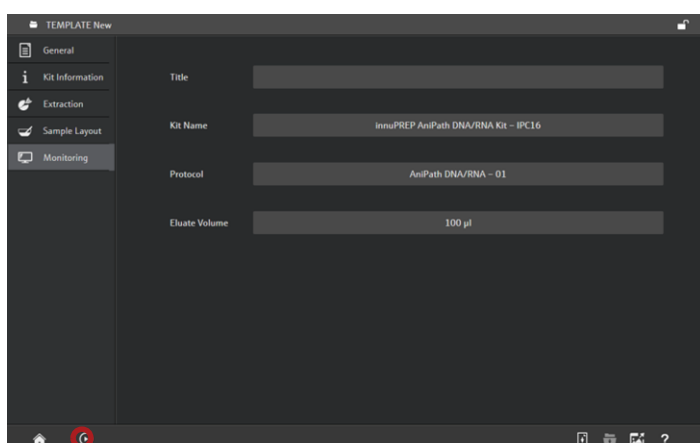 TEMPLATE New
General
Kit Information
Extraction
Sample Layout
Monitoring
Title
Kit Name
innuPREP AniPath DNA/RNA Kit – IPC16
Protocol
AniPath DNA/RNA – 01
Eluate Volume
100 µl
?